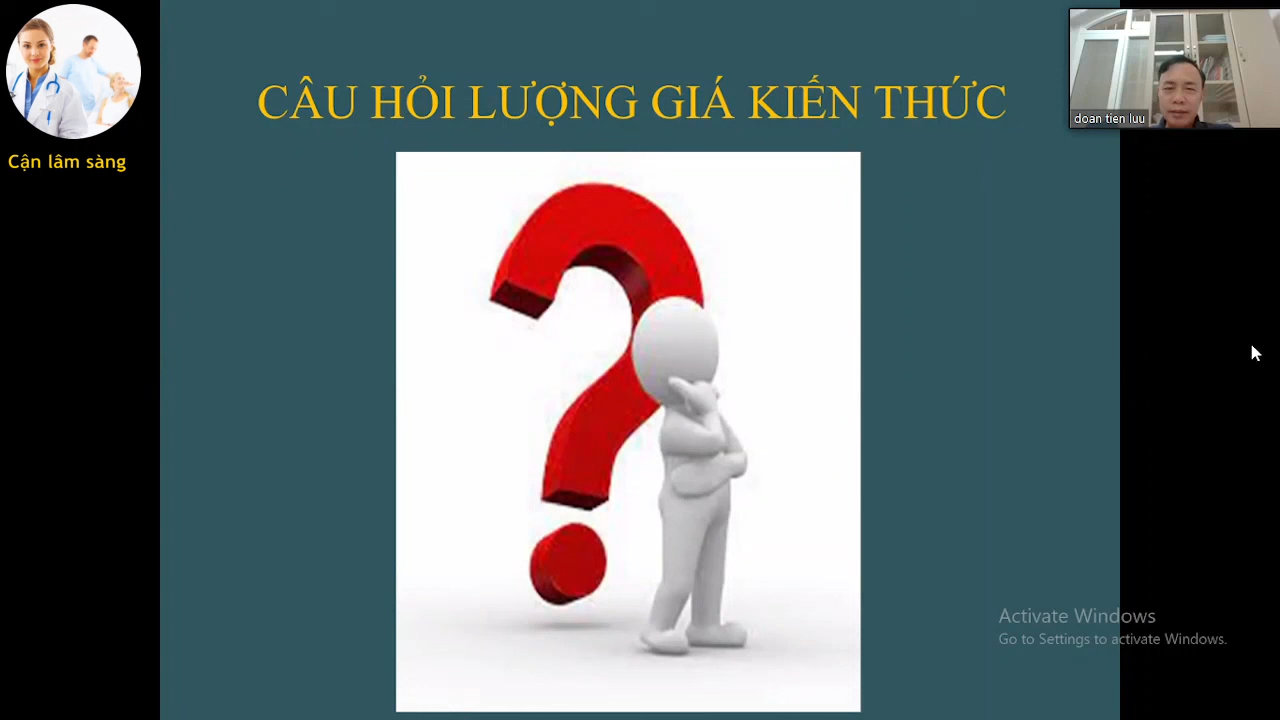 CÂU HỎI LƯỢNG GIÁ KIẾN THỨC
doan tien luu
Cận lâm sàng
Activate Windows
Go to Settings to activate Windows.